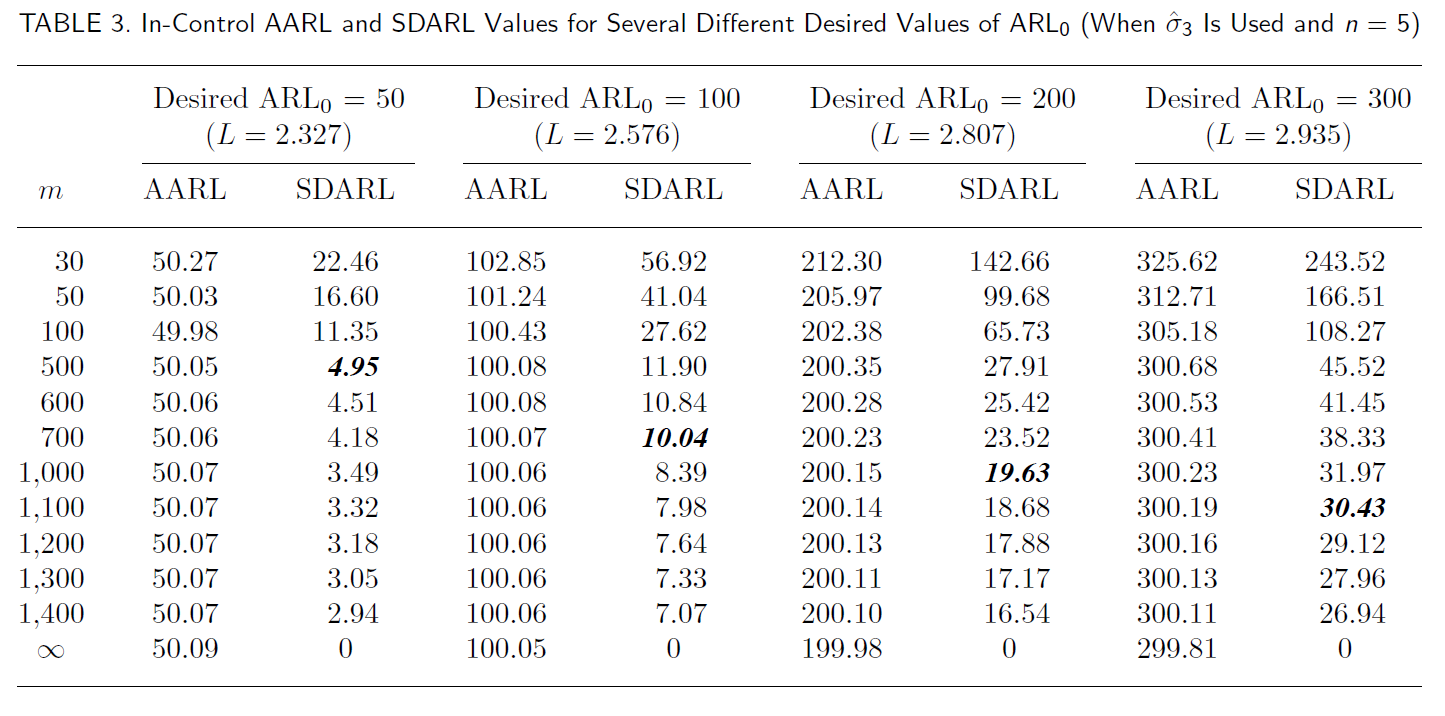 TABLE 3. In-Control AARL and SDARL Values for Several Different Desired Values of ARL₀ (When σ̂₃ Is Used and n = 5)
Desired ARL₀ = 50 Desired ARL₀ = 100 Desired ARL₀ = 200 Desired ARL₀ = 300
(L = 2.327) (L = 2.576) (L = 2.807) (L = 2.935)
m AARL SDARL AARL SDARL AARL SDARL AARL SDARL
30 50.27 22.46 102.85 56.92 212.30 142.66 325.62 243.52
50 50.03 16.60 101.24 41.04 205.97 99.68 312.71 166.51
100 49.98 11.35 100.43 27.62 202.38 65.73 305.18 108.27
500 50.05 4.95 100.08 11.90 200.35 27.91 300.68 45.52
600 50.06 4.51 100.08 10.84 200.28 25.42 300.53 41.45
700 50.06 4.18 100.07 10.04 200.23 23.52 300.41 38.33
1,000 50.07 3.49 100.06 8.39 200.15 19.63 300.23 31.97
1,100 50.07 3.32 100.06 7.98 200.14 18.68 300.19 30.43
1,200 50.07 3.18 100.06 7.64 200.13 17.88 300.16 29.12
1,300 50.07 3.05 100.06 7.33 200.11 17.17 300.13 27.96
1,400 50.07 2.94 100.06 7.07 200.10 16.54 300.11 26.94
∞ 50.09 0 100.05 0 199.98 0 299.81 0